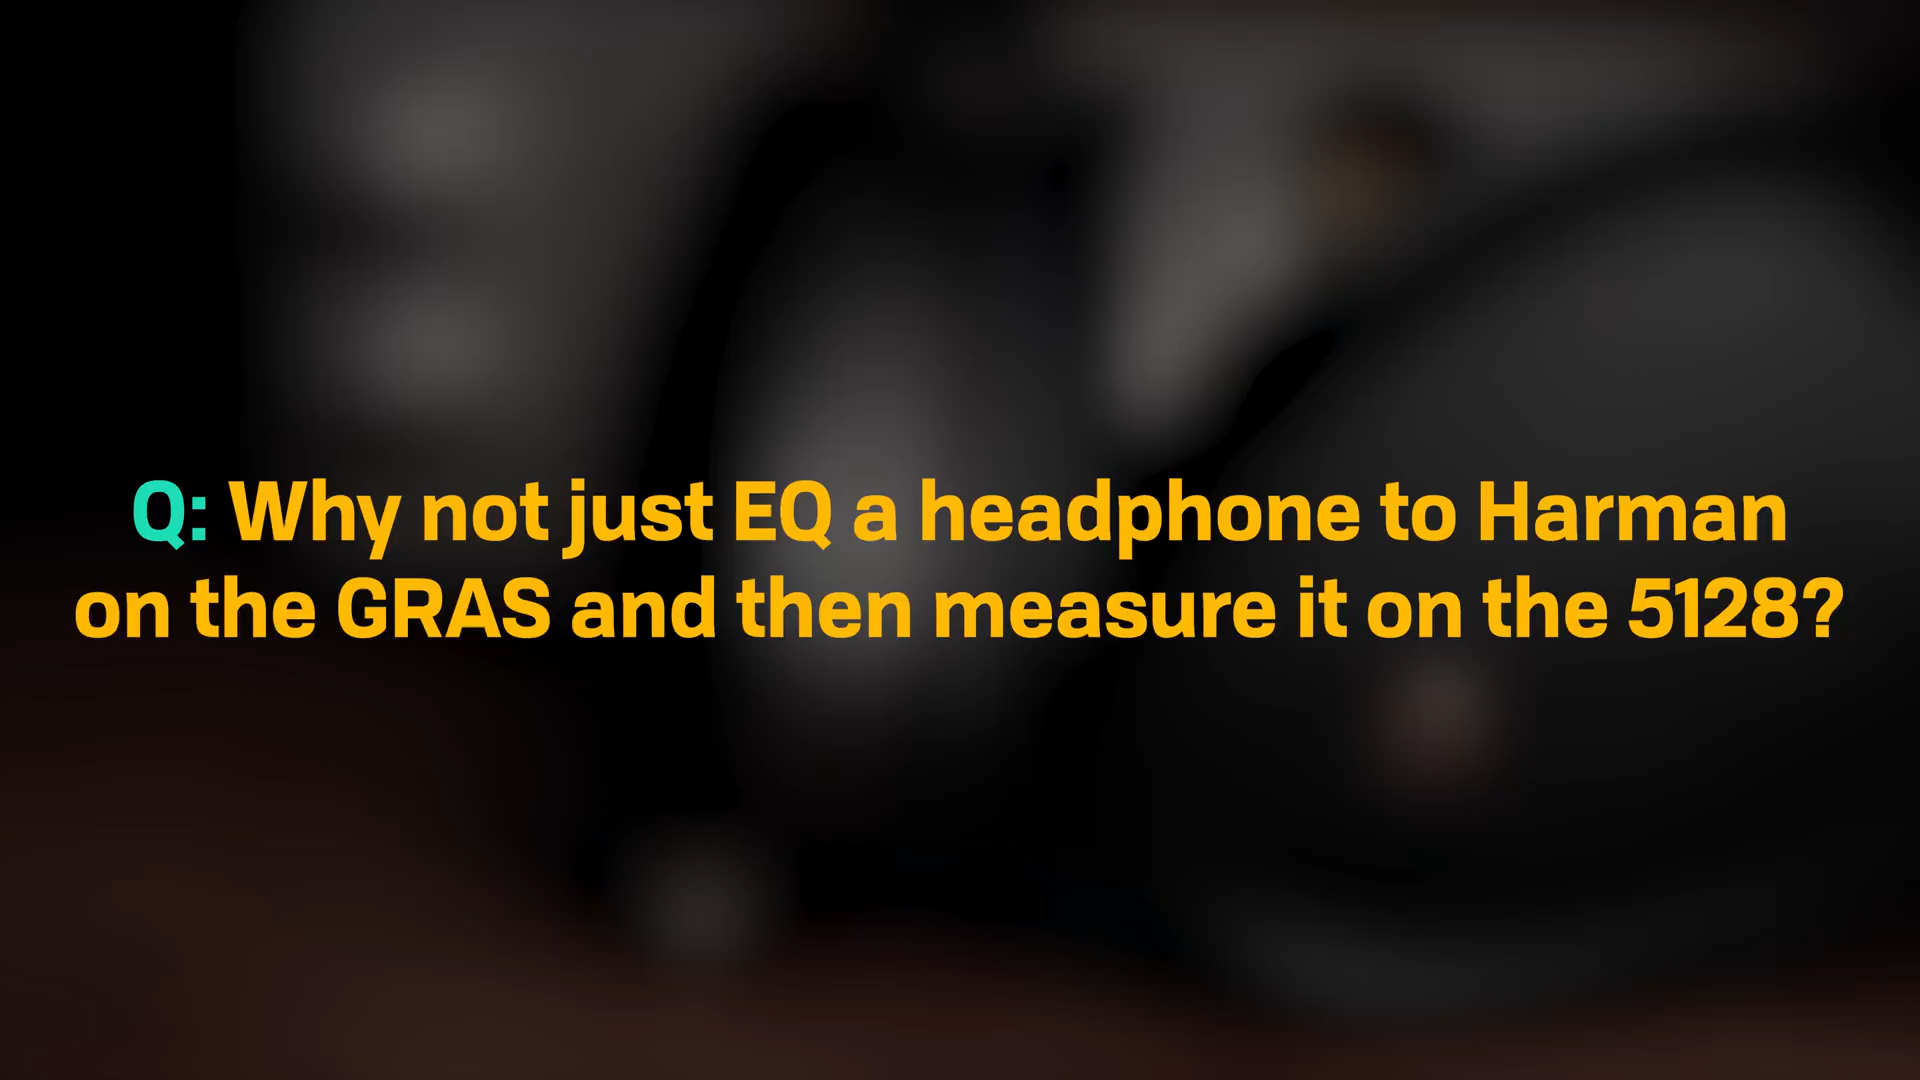 Q: Why not just EQ a headphone to Harman
on the GRAS and then measure it on the 5128?